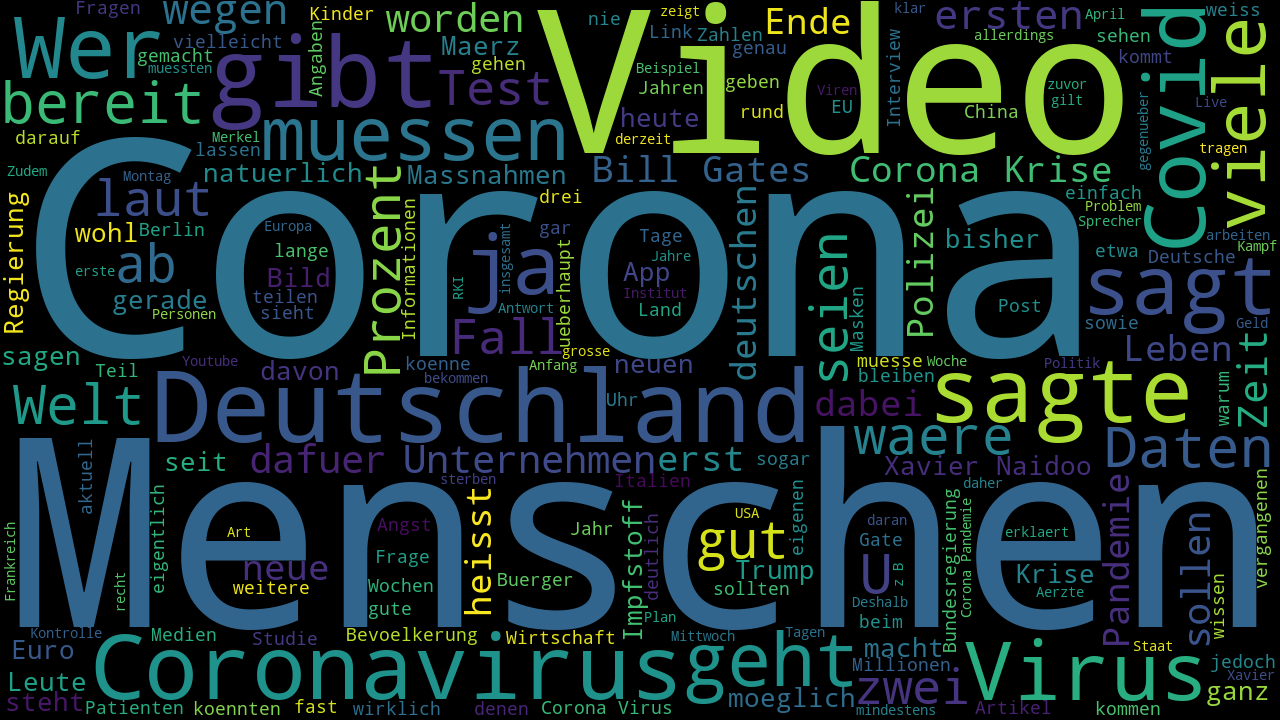 Fragen
wegen
Kinder
worden
nie
zeigt
Link
Zahlen
Ende
ersten
April
klar
weiss
Wer
vielleicht
gemacht
muessten
gibt
Angaben
Maerz
gehen
Test
Video
genau
allerdings
sehen
kommt
Covid
viele
bereit
darauf
Merkel
lassen
muessen
Beispiel
Jahren
geben
heute
derzeit
rund
Viren
EU
Interview
China
zuvor
gilt
Live
gegenueber
tragen
Zudem
Montag
natuerlich
Massnahmen
Bill Gates
Corona Krise
Regierung
laut
wohl
Berlin
ab
erste
gerade
Personen
Corona
Europa
lange
Bild
teilen
sieht
Prozent
Informationen
RKI
ja
insgesamt
Antwort
drei
gar
ueberhaupt
Tage
Jahre
App
Institut
Land
deutschen
seien
Masken
Polizei
bisher
Post
einfach
Problem
Sprecher
etwa
Deutsche
arbeiten
Kampf
sagt
sowie
Geld
sagen
Teil
Youtube
davon
Fall
koenne
bekommen
grosse
Anfang
neuen
muesse
bleiben
Woche
Politik
Leben
warum
Zeit
Welt
Deutschland
Uhr
dabei
sagte
aktuell
seit
dafuer
Unternehmen
sterben
erst
sogar
Italien
waere
Xavier Naidoo
daher
Daten
Menschen
Frankreich
recht
eigentlich
Art
neue
weitere
Angst
Frage
Wochen
gute
heisst
Buerger
Jahr
Impfstoff
deutlich
Plan
USA
gut
Trump
sollten
eigenen
daran
Gate
U
z B
Deshalb
beim
Bundesregierung
Corona Pandemie
erklaert
Krise
Aerzte
Pandemie
sollen
Wissen
vergangenen
Kontrolle
Euro
Leute
steht
Medien
Studie
Bevoelkerung
Wirtschaft
Mittwoch
Tagen
Coronavirus
geht
macht
Millionen
moeglich
zwei
mindestens
Virus
Staat
jedoch
Xavier
ganz
Patienten
koennten
fast
wirklich
denen
Corona Virus
Artikel
kommen